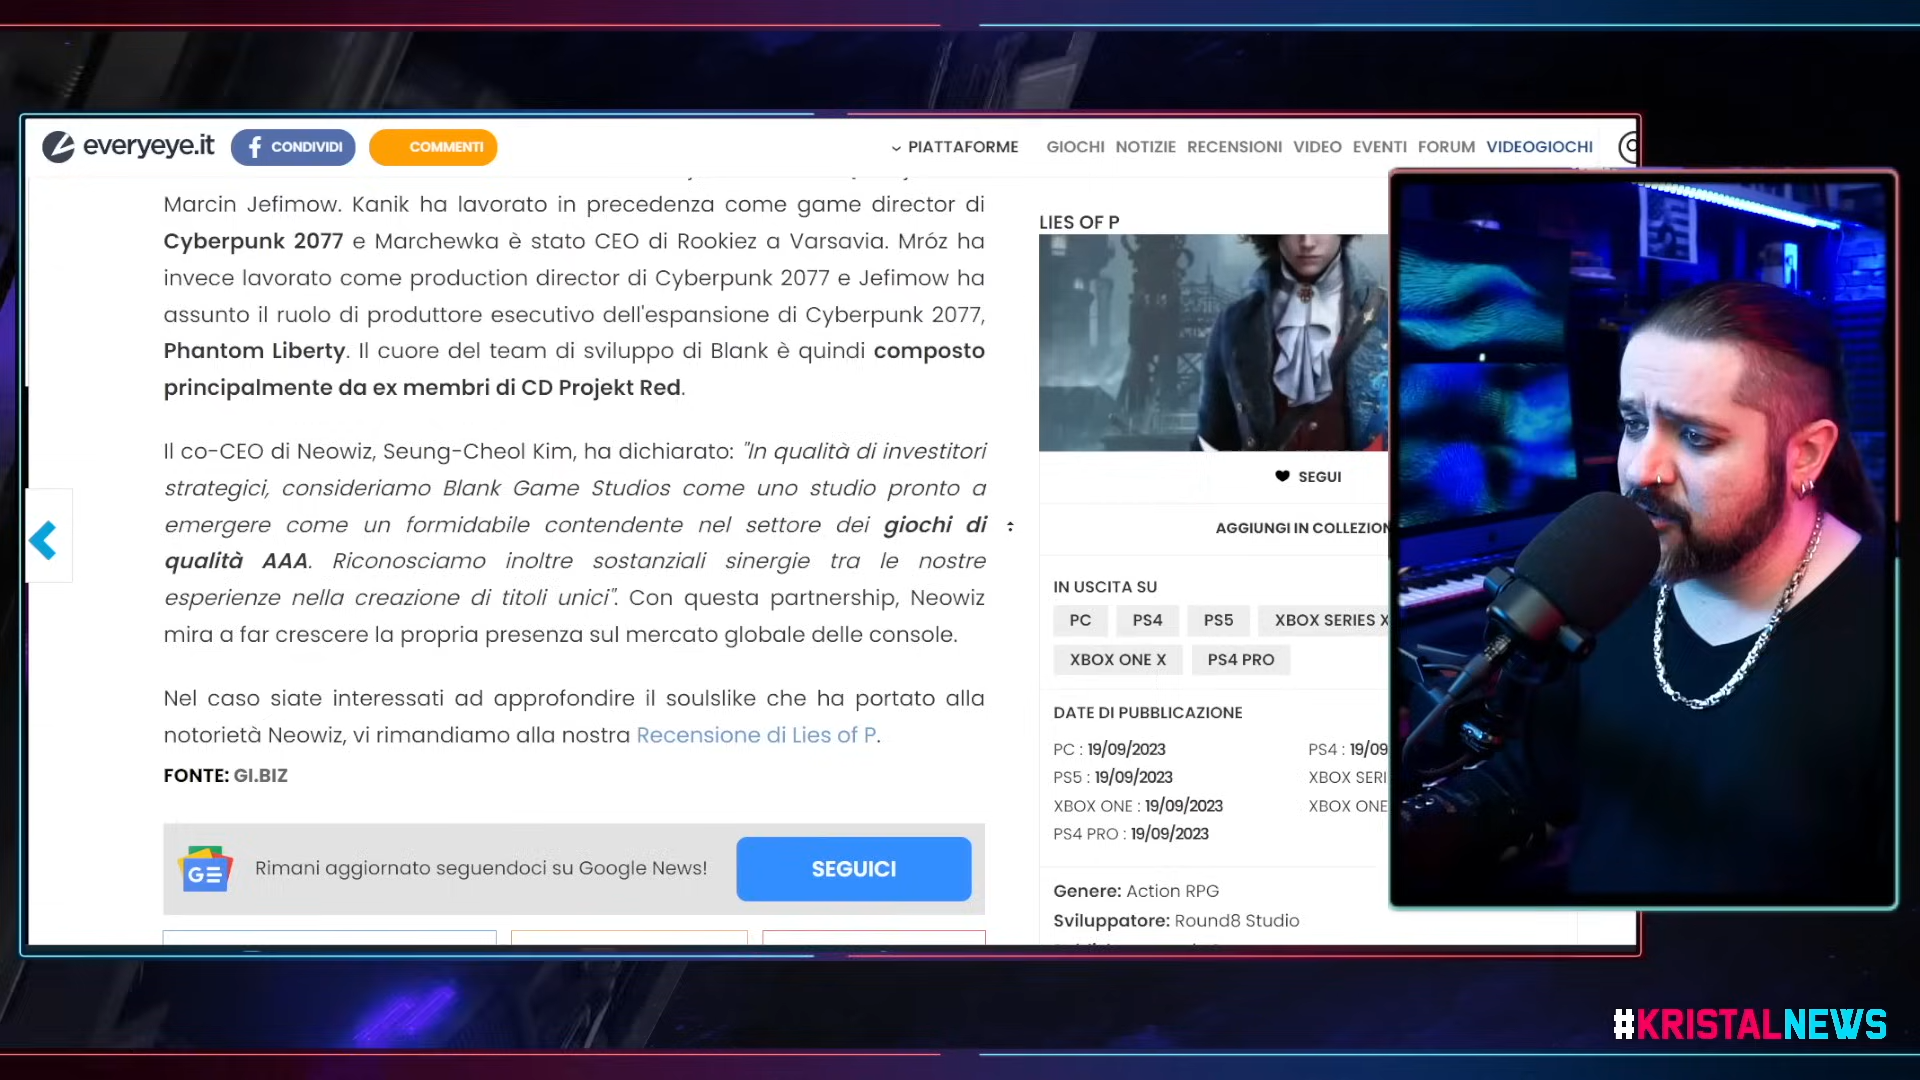 everyeye.it
CONDIVIDI
COMMENTI
PIATTAFORME
GIOCHI
NOTIZIE
RECENSIONI
VIDEO
EVENTI
FORUM
VIDEOGIOCHI
Marcin Jefimow. Kanik ha lavorato in precedenza come game director di
Cyberpunk 2077 e Marchewka è stato CEO di Rookiez a Varsavia. Mróz ha
invece lavorato come production director di Cyberpunk 2077 e Jefimow ha
assunto il ruolo di produttore esecutivo dell'espansione di Cyberpunk 2077,
Phantom Liberty. Il cuore del team di sviluppo di Blank è quindi composto
principalmente da ex membri di CD Projekt Red.
Il co-CEO di Neowiz, Seung-Cheol Kim, ha dichiarato: "In qualità di investitori
strategici, consideriamo Blank Game Studios come uno studio pronto a
emergere come un formidabile contendente nel settore dei giochi di
qualità AAA. Riconosciamo inoltre sostanziali sinergie tra le nostre
esperienze nella creazione di titoli unici". Con questa partnership, Neowiz
mira a far crescere la propria presenza sul mercato globale delle console.
Nel caso siate interessati ad approfondire il soulslike che ha portato alla
notorietà Neowiz, vi rimandiamo alla nostra Recensione di Lies of P.
FONTE: GI.BIZ
GE
Rimani aggiornato seguendoci su Google News!
SEGUICI
LIES OF P
SEGUI
AGGIUNGI IN COLLEZION
IN USCITA SU
PC
PS4
PS5
XBOX SERIES X
XBOX ONE X
PS4 PRO
DATE DI PUBBLICAZIONE
PC : 19/09/2023
PS4 : 19/09
PS5 : 19/09/2023
XBOX SERI
XBOX ONE : 19/09/2023
XBOX ONE
PS4 PRO : 19/09/2023
Genere: Action RPG
Sviluppatore: Round8 Studio
#KRISTALNEWS